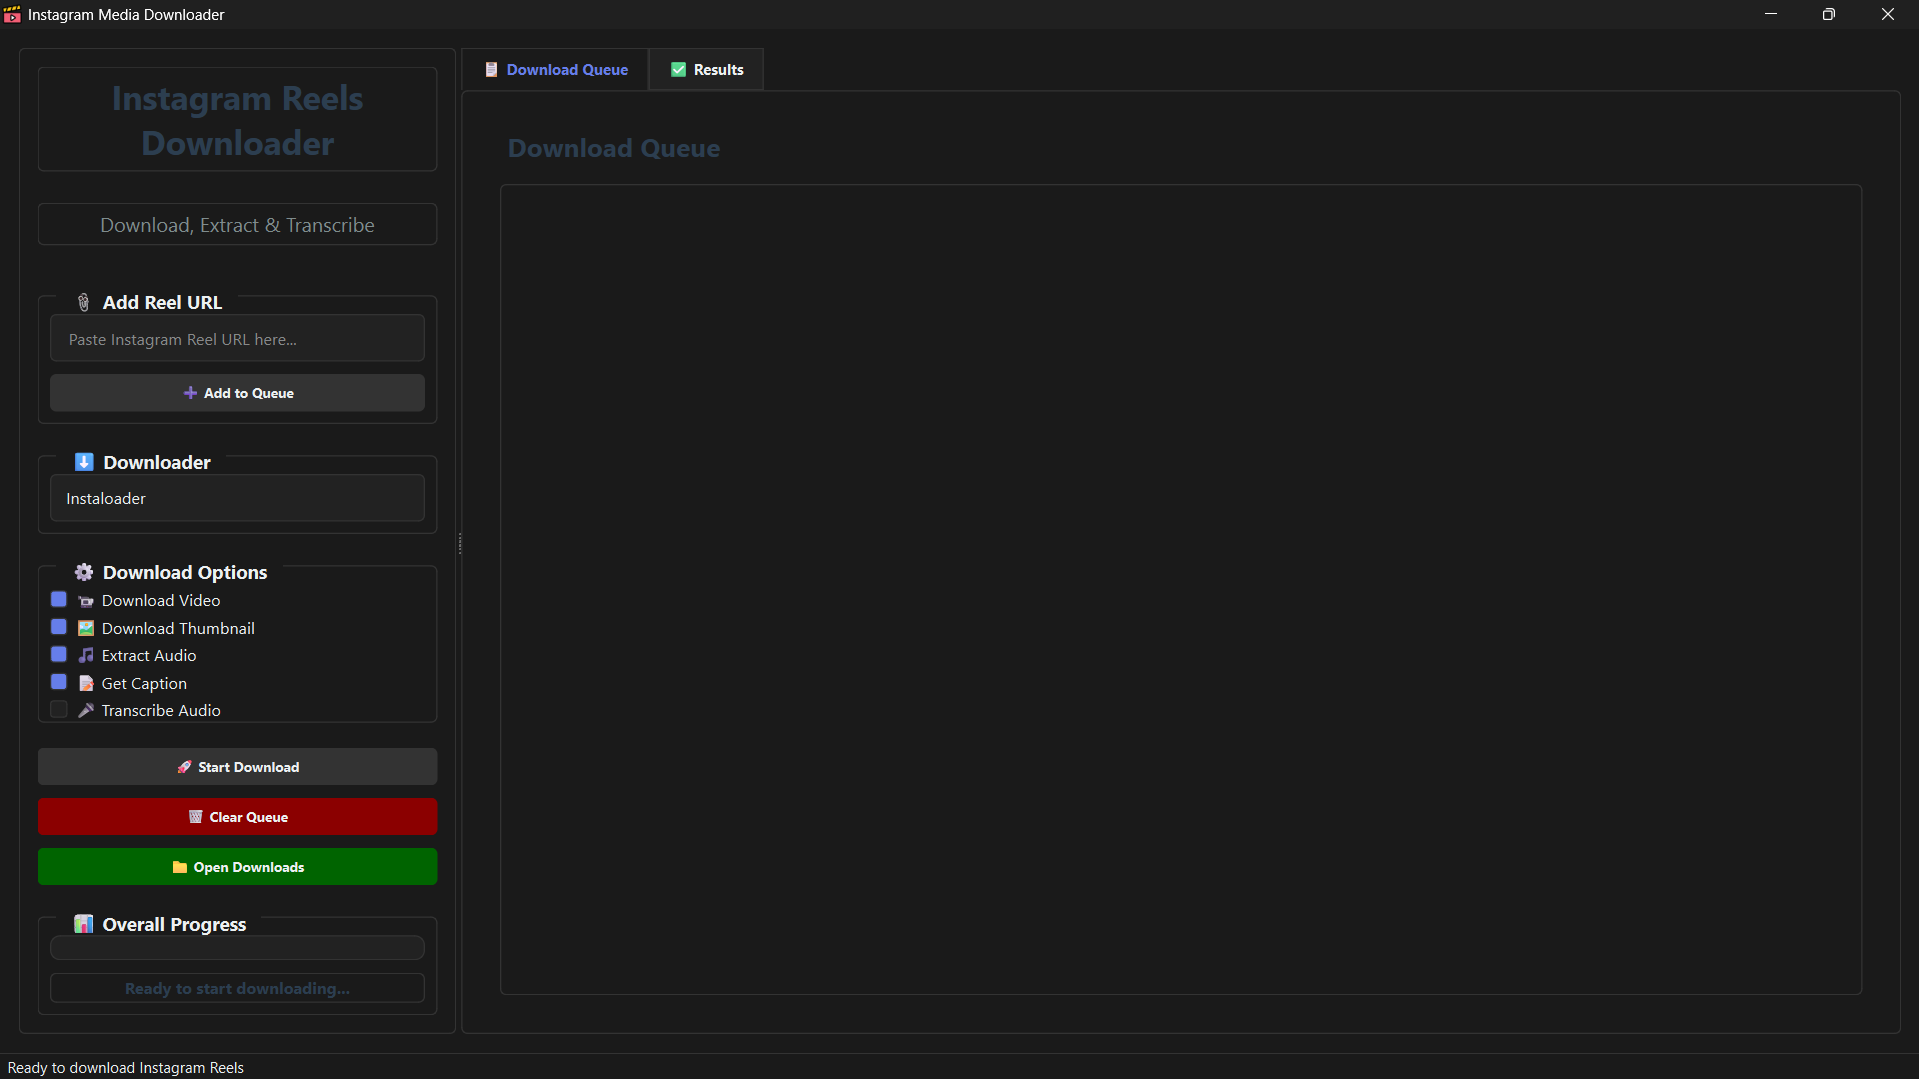 Instagram Media Downloader
Instagram Reels
Downloader
Download, Extract & Transcribe
Add Reel URL
Paste Instagram Reel URL here...
Add to Queue
Downloader
Instaloader
Download Options
Download Video
Download Thumbnail
Extract Audio
Get Caption
Transcribe Audio
Start Download
Clear Queue
Open Downloads
Overall Progress
Ready to start downloading...
Download Queue
Results
Download Queue
Ready to download Instagram Reels